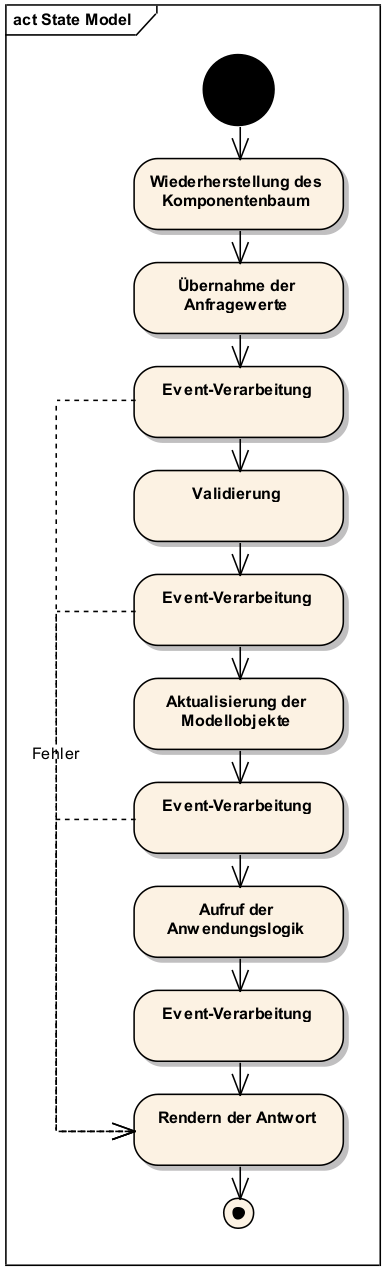 act State Model
Wiederherstellung des
Komponentenbaum
Übernahme der
Anfragewerte
Event-Verarbeitung
Validierung
Event-Verarbeitung
Aktualisierung der
Modellobjekte
Fehler
Event-Verarbeitung
Aufruf der
Anwendungslogik
Event-Verarbeitung
Rendern der Antwort